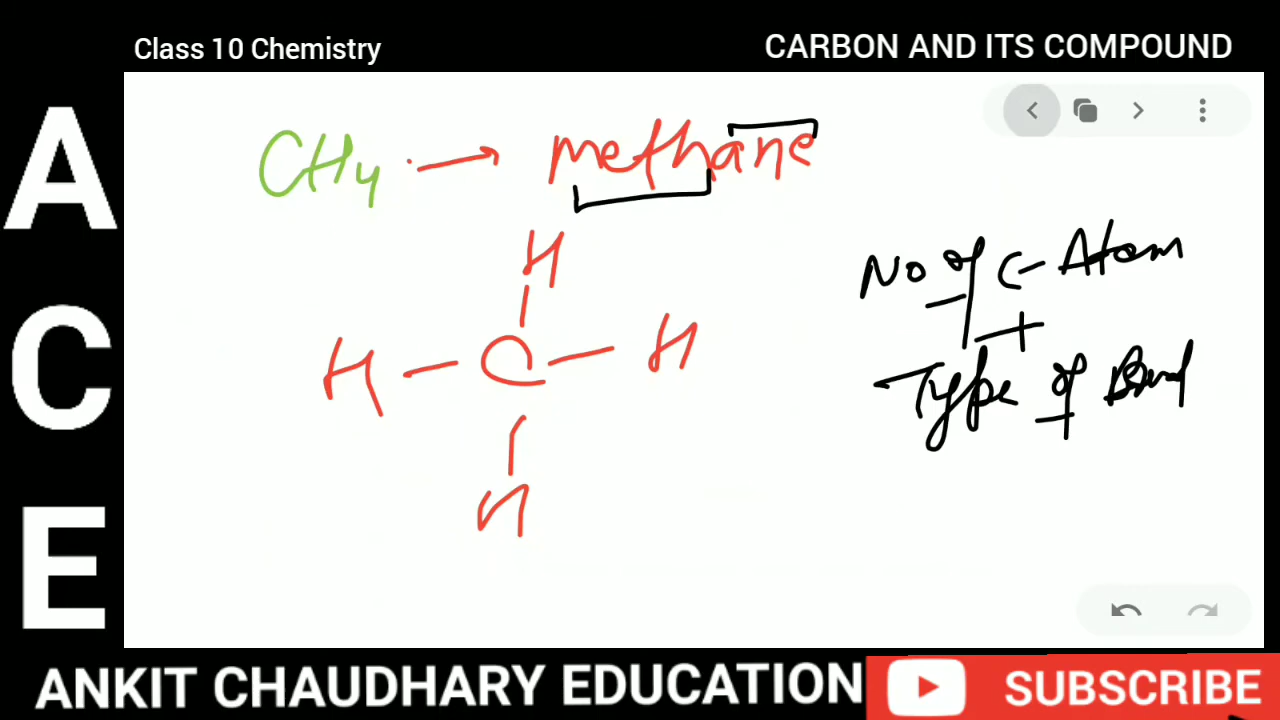 Class 10 Chemistry
CARBON AND ITS COMPOUND
A
C
E
CH4 → methane
H
H - C - H
H
No of C- Atom
+
Type of Bond
ANKIT CHAUDHARY EDUCATION
SUBSCRIBE